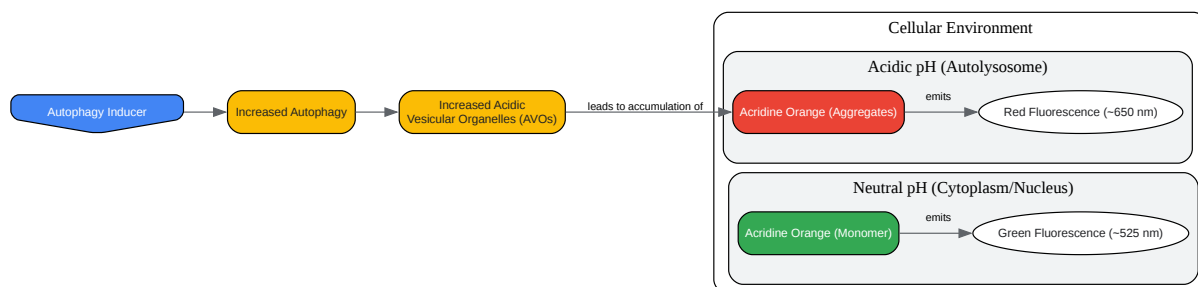 Cellular Environment
Acidic pH (Autolysosome)
Autophagy Inducer
Increased Autophagy
Increased Acidic
Vesicular Organelles (AVOs)
leads to accumulation of
Acridine Orange (Aggregates)
emits
Red Fluorescence (~650 nm)
Neutral pH (Cytoplasm/Nucleus)
Acridine Orange (Monomer)
emits
Green Fluorescence (~525 nm)